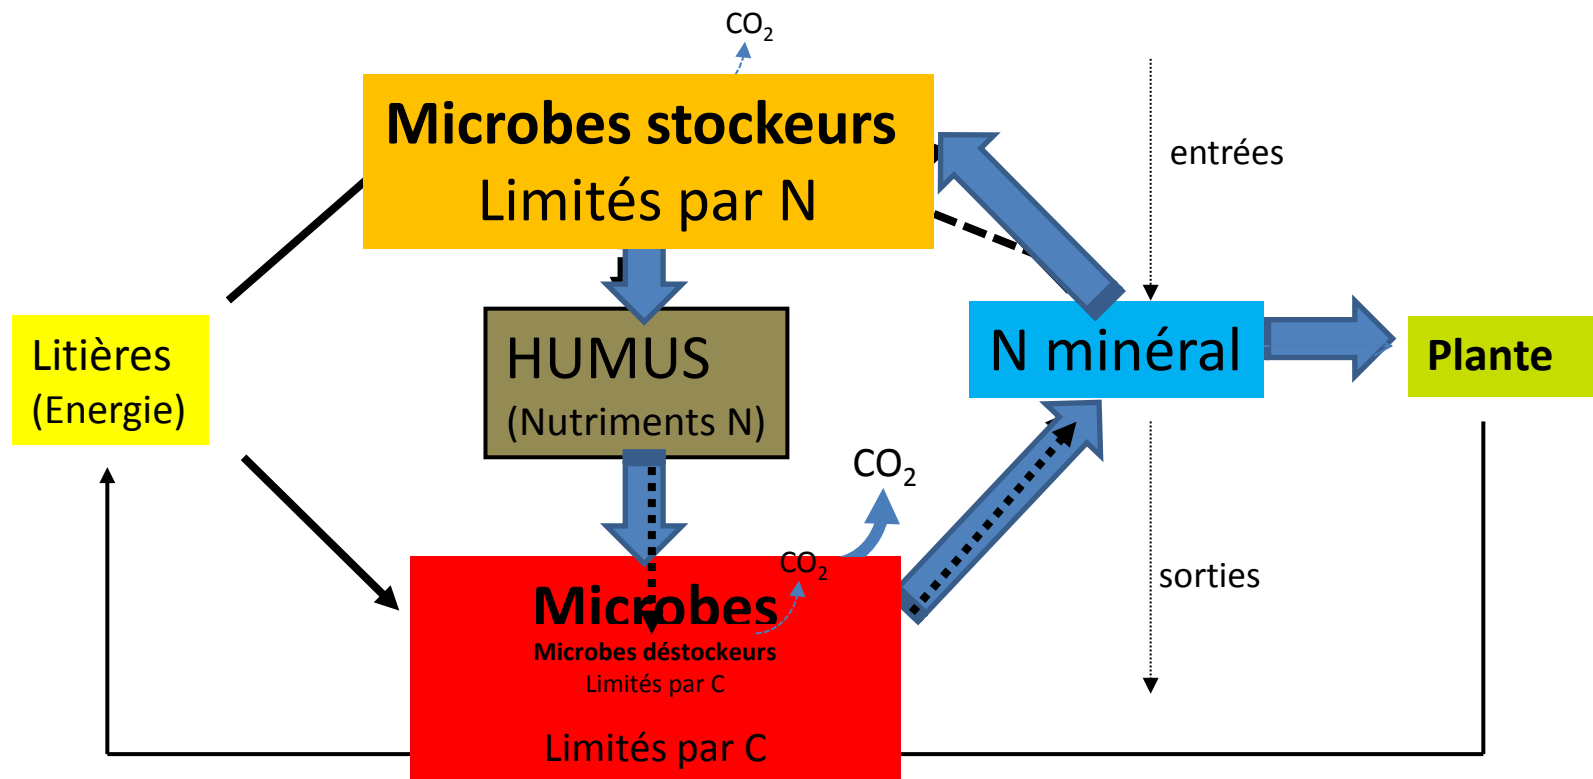 CO₂
Microbes stockeurs
Limités par N
entrées
Litières
(Energie)
HUMUS
(Nutriments N)
N minéral
Plante
CO₂
CO₂
sorties
Microbes
Microbes déstockeurs
Limités par C
Limités par C